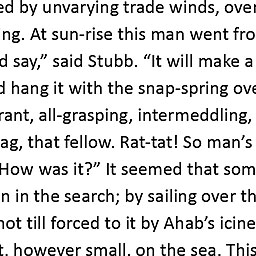 ed by unvarying trade winds, over
ng. At sun-rise this man went fro
d say,” said Stubb. “It will make a
d hang it with the snap-spring ove
rant, all-grasping, intermeddling,
ag, that fellow. Rat-tat! So man’s
How was it?” It seemed that som
n in the search; by sailing over th
not till forced to it by Ahab’s icine
t, however small, on the sea. This